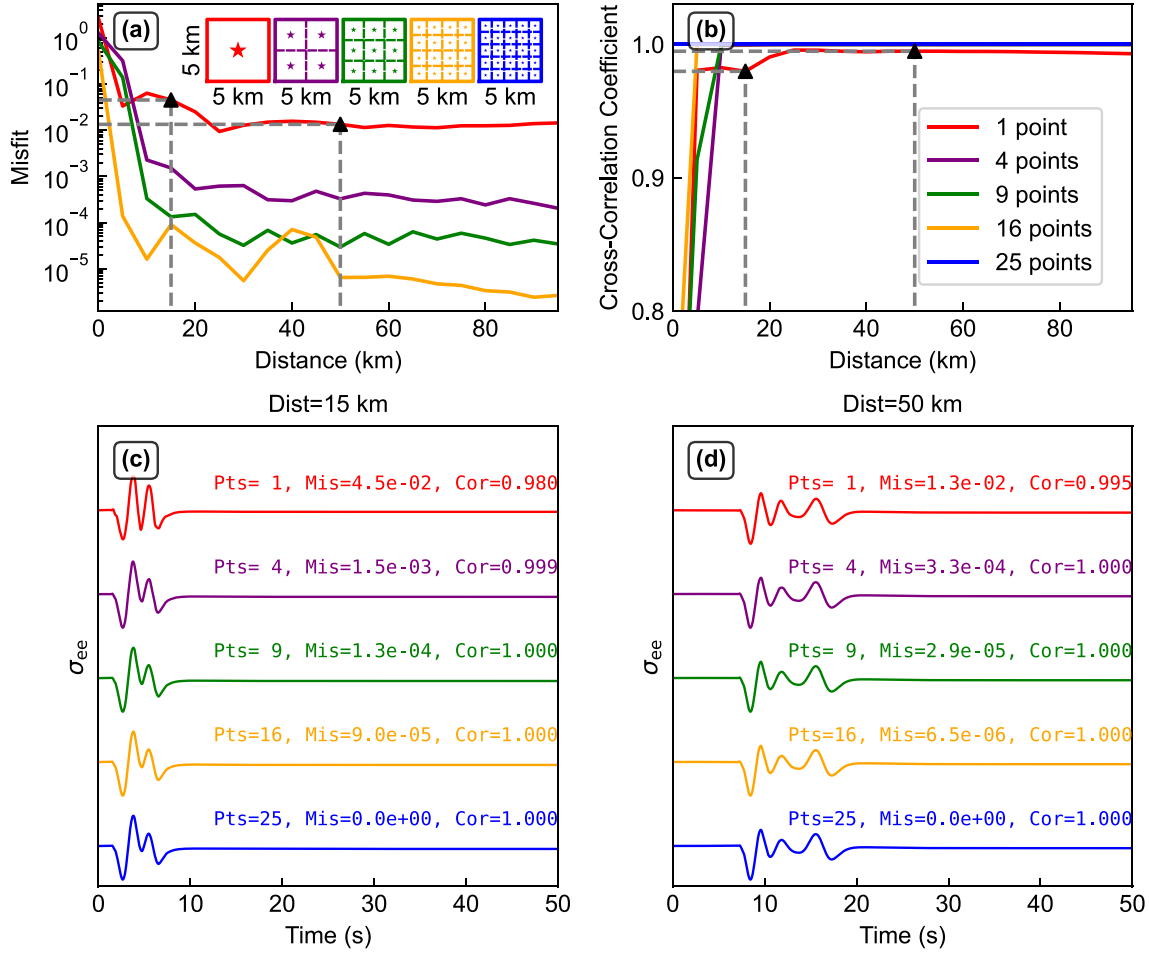 (a)
5 km
5 km 5 km 5 km 5 km 5 km
Misfit
10⁰
10⁻¹
10⁻²
10⁻³
10⁻⁴
10⁻⁵
0 20 40 60 80
Distance (km)
(b)
Cross-Correlation Coefficient
1.0
0.9
0.8
1 point
4 points
9 points
16 points
25 points
0 20 40 60 80
Distance (km)
Dist=15 km
(c)
Pts= 1, Mis=4.5e-02, Cor=0.980
Pts= 4, Mis=1.5e-03, Cor=0.999
Pts= 9, Mis=1.3e-04, Cor=1.000
Pts=16, Mis=9.0e-05, Cor=1.000
Pts=25, Mis=0.0e+00, Cor=1.000
σee
0 10 20 30 40 50
Time (s)
Dist=50 km
(d)
Pts= 1, Mis=1.3e-02, Cor=0.995
Pts= 4, Mis=3.3e-04, Cor=1.000
Pts= 9, Mis=2.9e-05, Cor=1.000
Pts=16, Mis=6.5e-06, Cor=1.000
Pts=25, Mis=0.0e+00, Cor=1.000
0 10 20 30 40 50
Time (s)